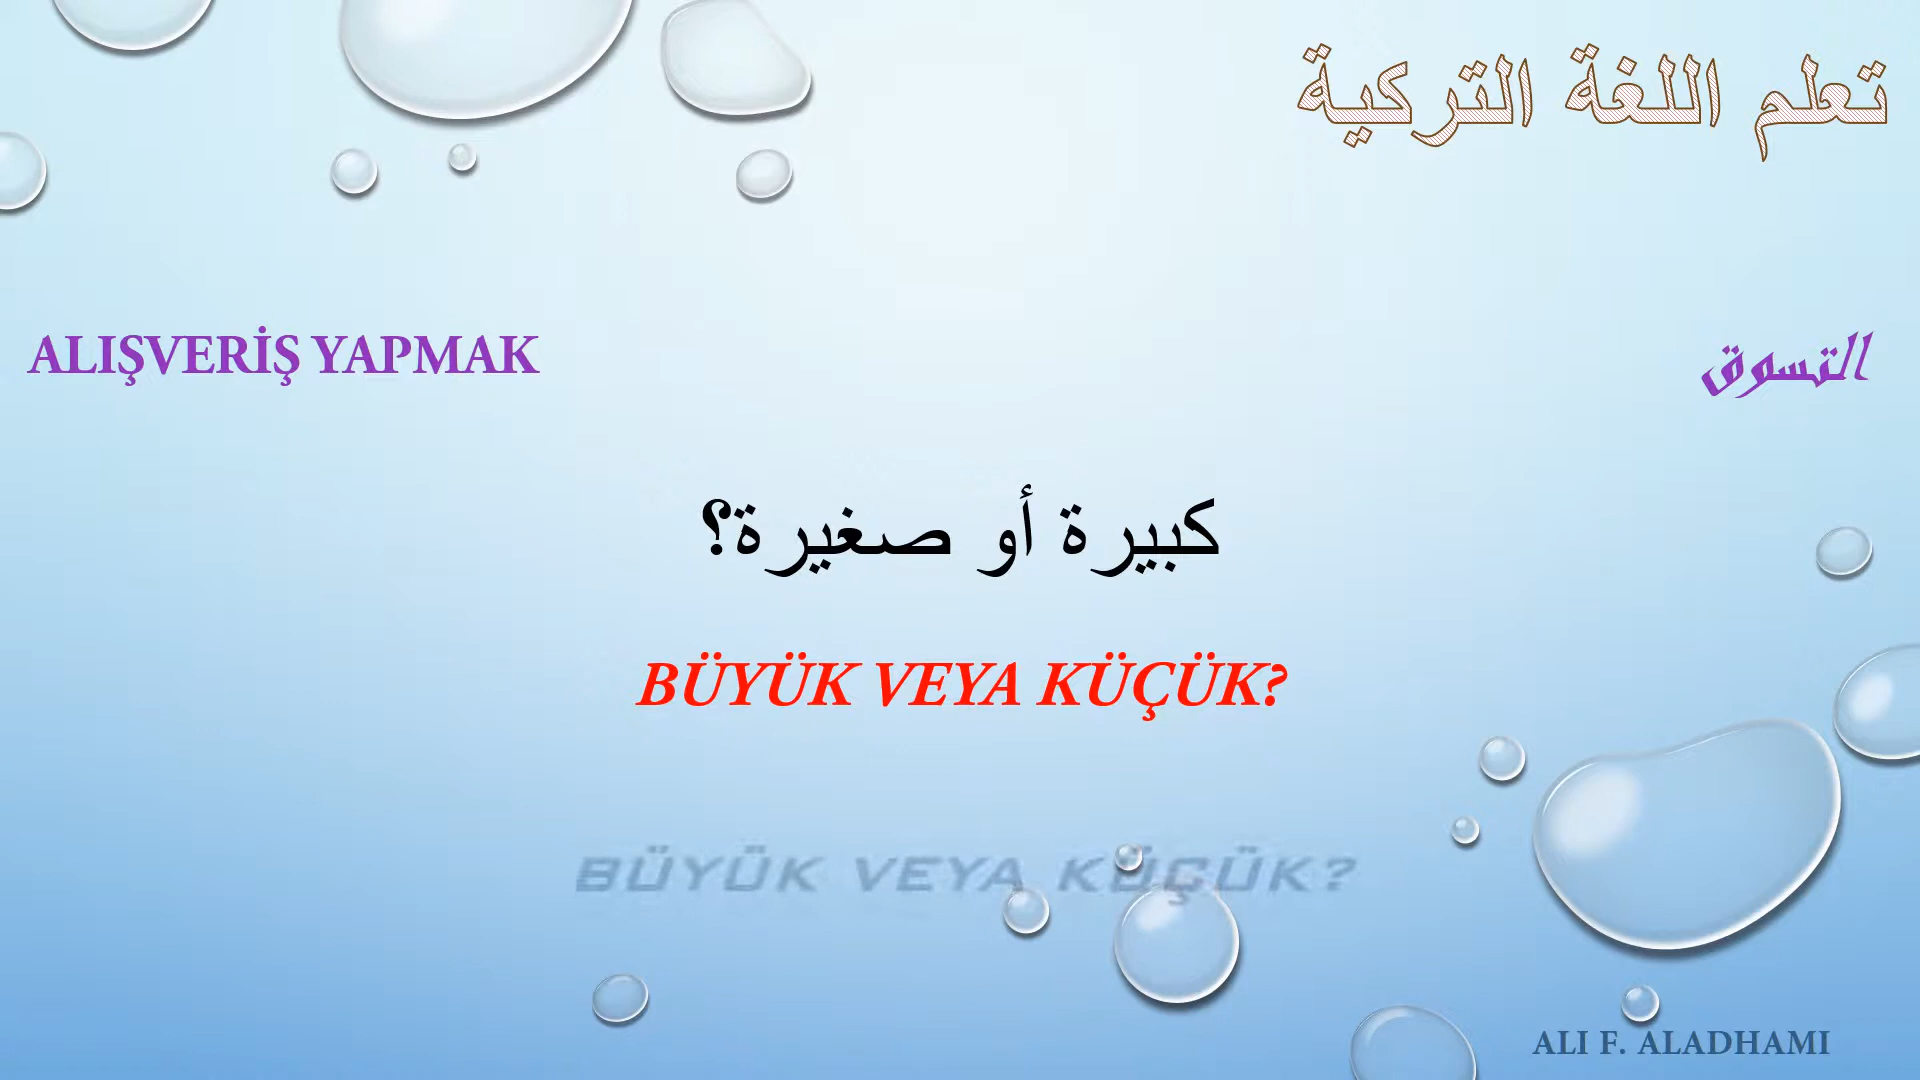 تعلم اللغة التركية
ALIŞVERİŞ YAPMAK
التسوق
كبيرة أو صغيرة؟
BÜYÜK VEYA KÜÇÜK?
BÜYÜK VEYA KÜÇÜK?
ALI F. ALADHAMI